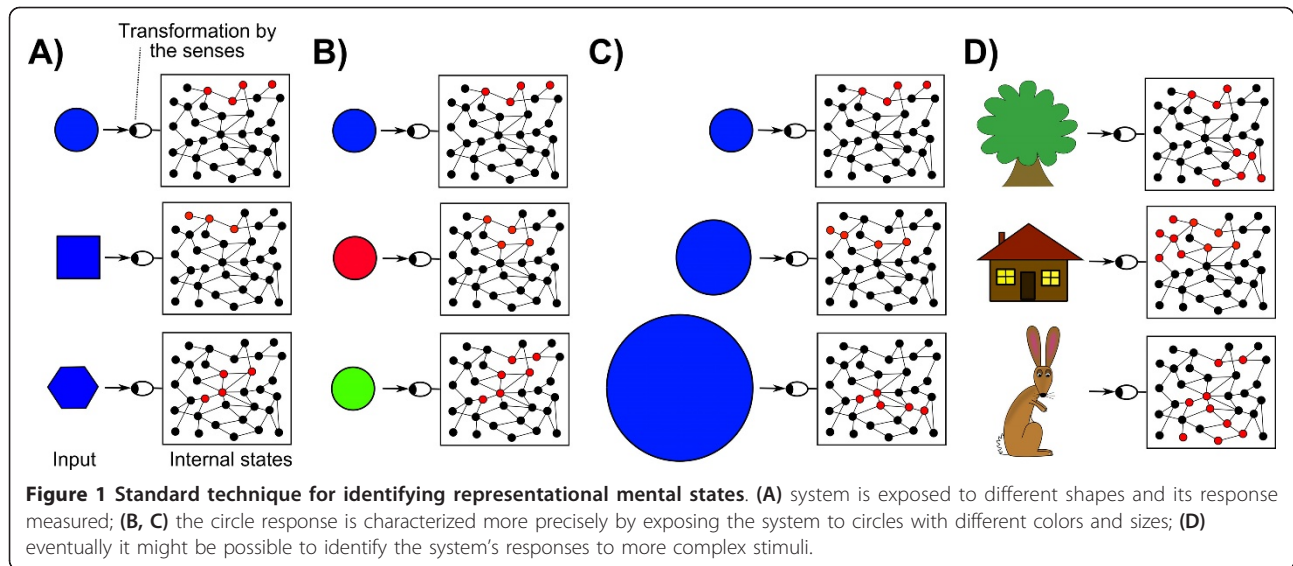 Transformation by
the senses
A)
B)
C)
D)
Input
Internal states
Figure 1 Standard technique for identifying representational mental states. (A) system is exposed to different shapes and its response
measured; (B, C) the circle response is characterized more precisely by exposing the system to circles with different colors and sizes; (D)
eventually it might be possible to identify the system's responses to more complex stimuli.